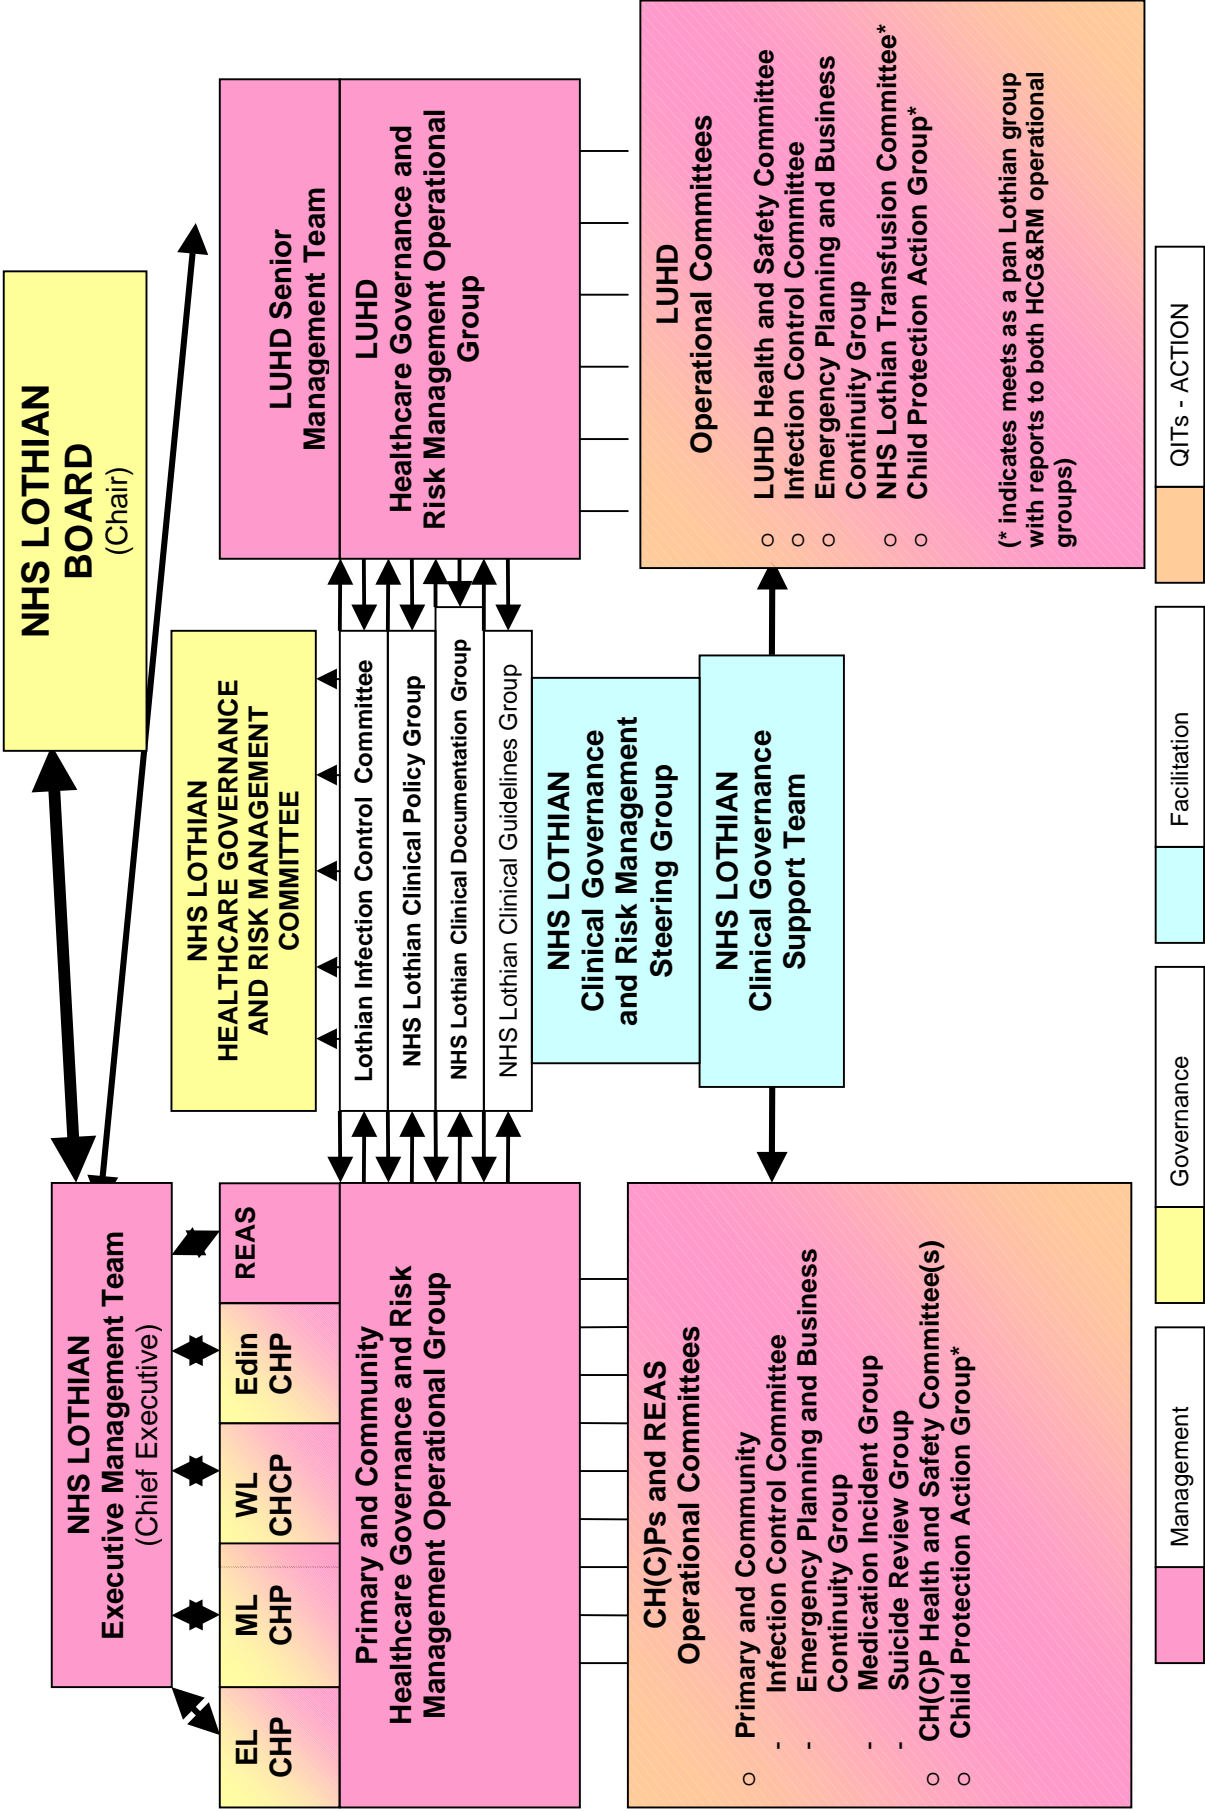 NHS LOTHIAN
BOARD
(Chair)
NHS LOTHIAN
Executive Management Team
(Chief Executive)
NHS LOTHIAN
HEALTHCARE GOVERNANCE
AND RISK MANAGEMENT
COMMITTEE
EL
CHP
ML
CHP
WL
CHCP
Edin
CHP
REAS
LUHD Senior
Management Team
Primary and Community
Healthcare Governance and Risk
Management Operational Group
Lothian Infection Control Committee
NHS Lothian Clinical Policy Group
NHS Lothian Clinical Documentation Group
NHS Lothian Clinical Guidelines Group
LUHD
Healthcare Governance and
Risk Management Operational
Group
NHS LOTHIAN
Clinical Governance
and Risk Management
Steering Group
NHS LOTHIAN
Clinical Governance
Support Team
CH(C)Ps and REAS
Operational Committees
o Primary and Community
- Infection Control Committee
- Emergency Planning and Business
Continuity Group
- Medication Incident Group
- Suicide Review Group
o CH(C)P Health and Safety Committee(s)
o Child Protection Action Group*
LUHD
Operational Committees
o LUHD Health and Safety Committee
o Infection Control Committee
o Emergency Planning and Business
Continuity Group
o NHS Lothian Transfusion Committee*
o Child Protection Action Group*
(* indicates meets as a pan Lothian group
with reports to both HCG&RM operational
groups)
Management
Governance
Facilitation
QITs - ACTION